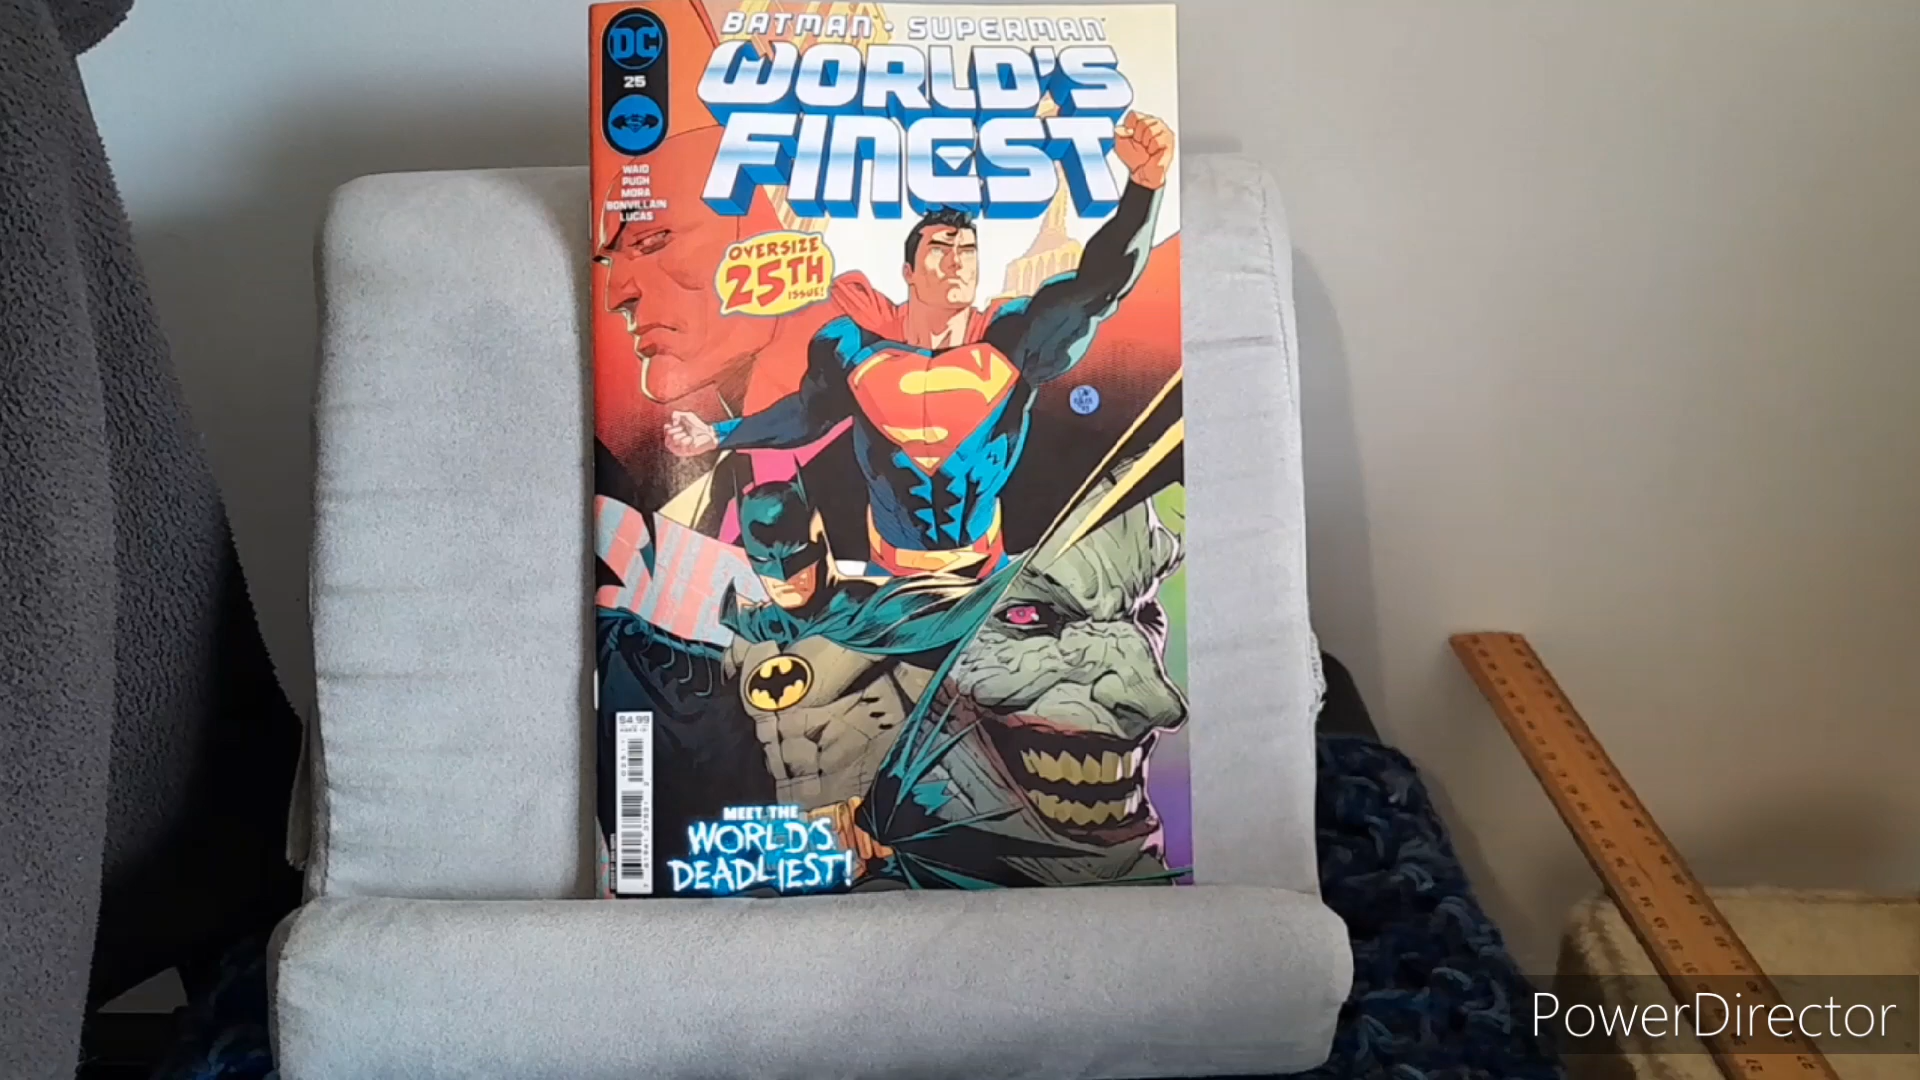 BATMAN · SUPERMAN
WORLD'S
FINEST
DC
25
WAID
PUGH
MORA
BONVILLAIN
LUCAS
OVERSIZE
25TH
ISSUE!
$4.99
MEET THE
WORLD'S
DEADLIEST!
PowerDirector